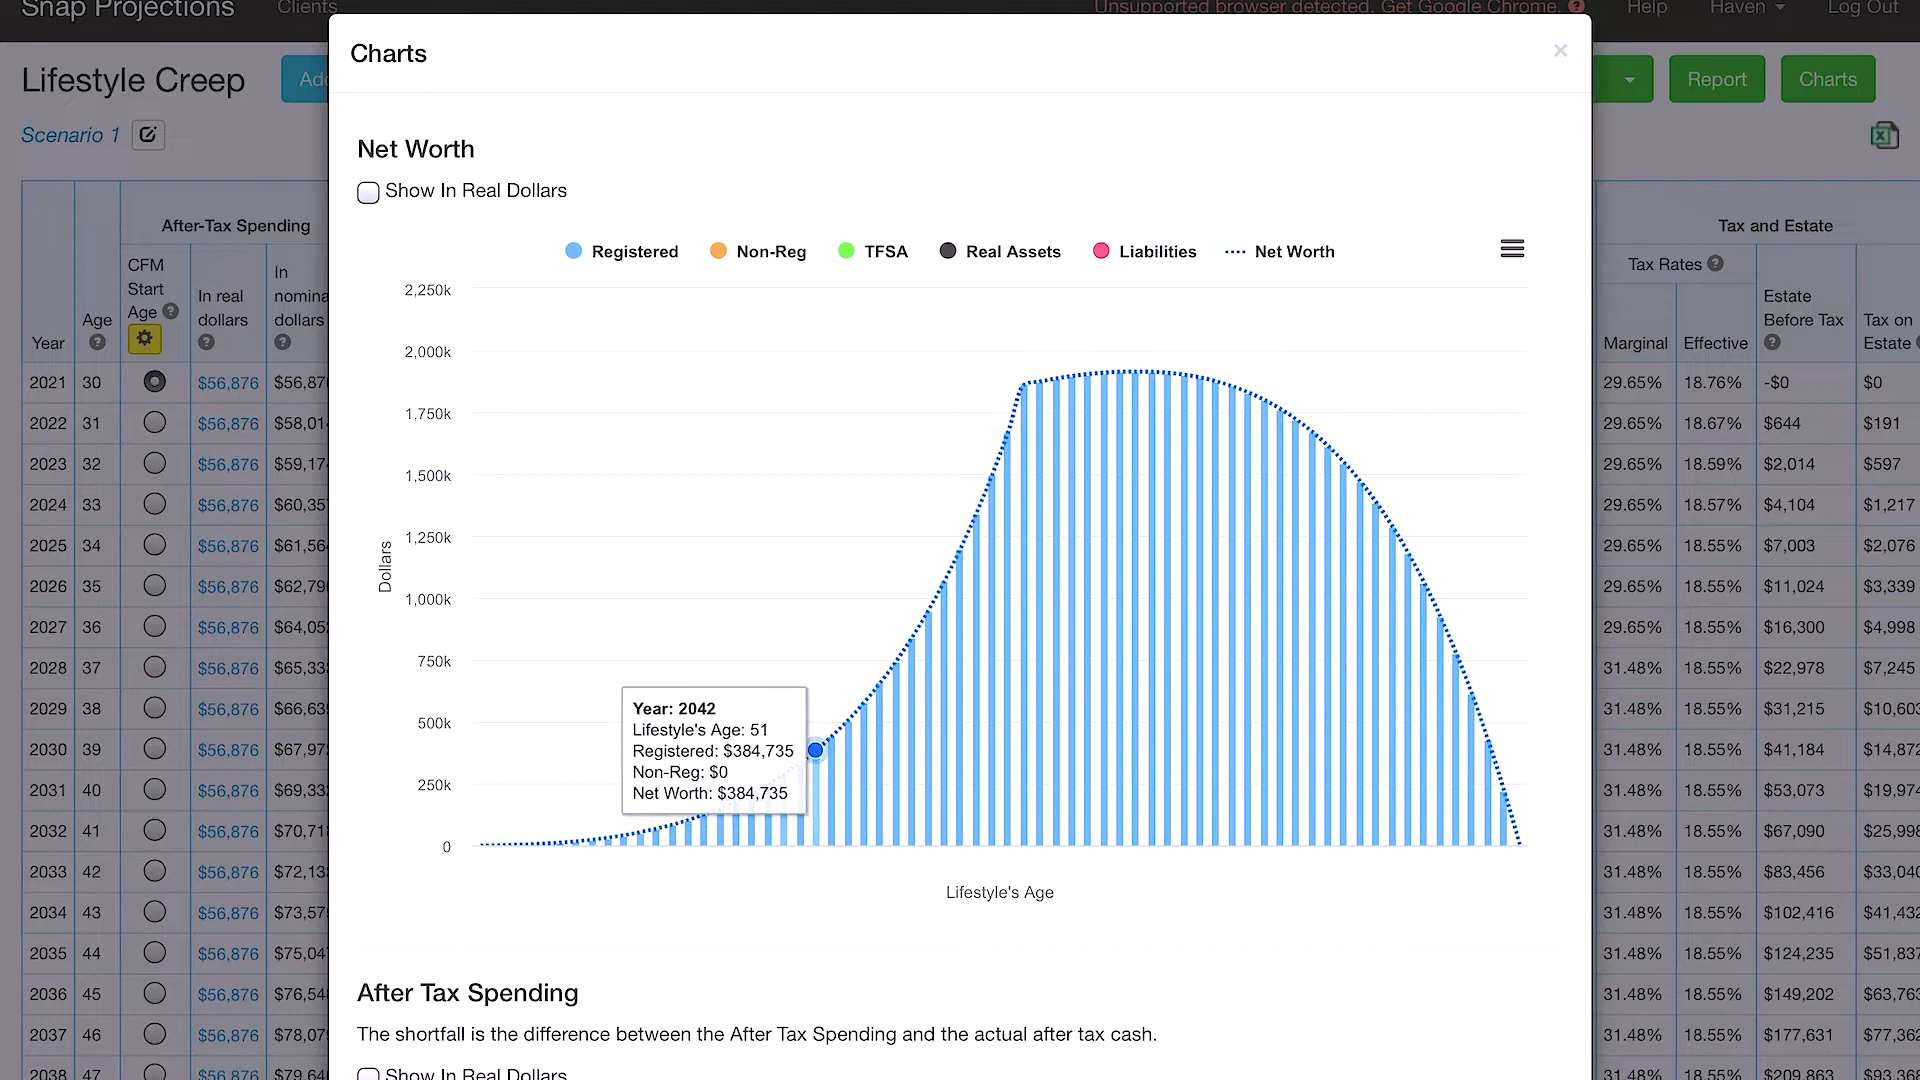 Snap Projections Clients Unsupported browser detected. Get Google Chrome. ? Help Haven Log Out
Lifestyle Creep
Report Charts
Scenario 1
Charts
Net Worth
Show In Real Dollars
Registered Non-Reg TFSA Real Assets Liabilities Net Worth
2,250k
2,000k
1,750k
1,500k
1,250k
1,000k
750k
500k
250k
0
Dollars
Year: 2042
Lifestyle's Age: 51
Registered: $384,735
Non-Reg: $0
Net Worth: $384,735
Lifestyle's Age
After Tax Spending
The shortfall is the difference between the After Tax Spending and the actual after tax cash.
Show In Real Dollars
After-Tax Spending
Year
Age ?
CFM
Start
Age ?
In real
dollars
?
In
dollars
?
Tax and Estate
Tax Rates ?
Marginal
Effective
Estate
Before Tax
?
Tax on
Estate
2021 30 $56,876 29.65% 18.76% -$0 $0
2022 31 $56,876 29.65% 18.67% $644 $191
2023 32 $56,876 29.65% 18.59% $2,014 $597
2024 33 $56,876 29.65% 18.57% $4,104 $1,217
2025 34 $56,876 29.65% 18.55% $7,003 $2,076
2026 35 $56,876 29.65% 18.55% $11,024 $3,339
2027 36 $56,876 29.65% 18.55% $16,300 $4,998
2028 37 $56,876 31.48% 18.55% $22,978 $7,245
2029 38 $56,876 31.48% 18.55% $31,215
2030 39 $56,876 31.48% 18.55% $41,184
2031 40 $56,876 31.48% 18.55% $53,073
2032 41 $56,876 31.48% 18.55% $67,090
2033 42 $56,876 31.48% 18.55% $83,456
2034 43 $56,876 31.48% 18.55% $102,416
2035 44 $56,876 31.48% 18.55% $124,235
2036 45 $56,876 31.48% 18.55% $149,202
2037 46 $56,876 31.48% 18.55% $177,631
2038 47 $56,876 31.48% 18.55% $209,863